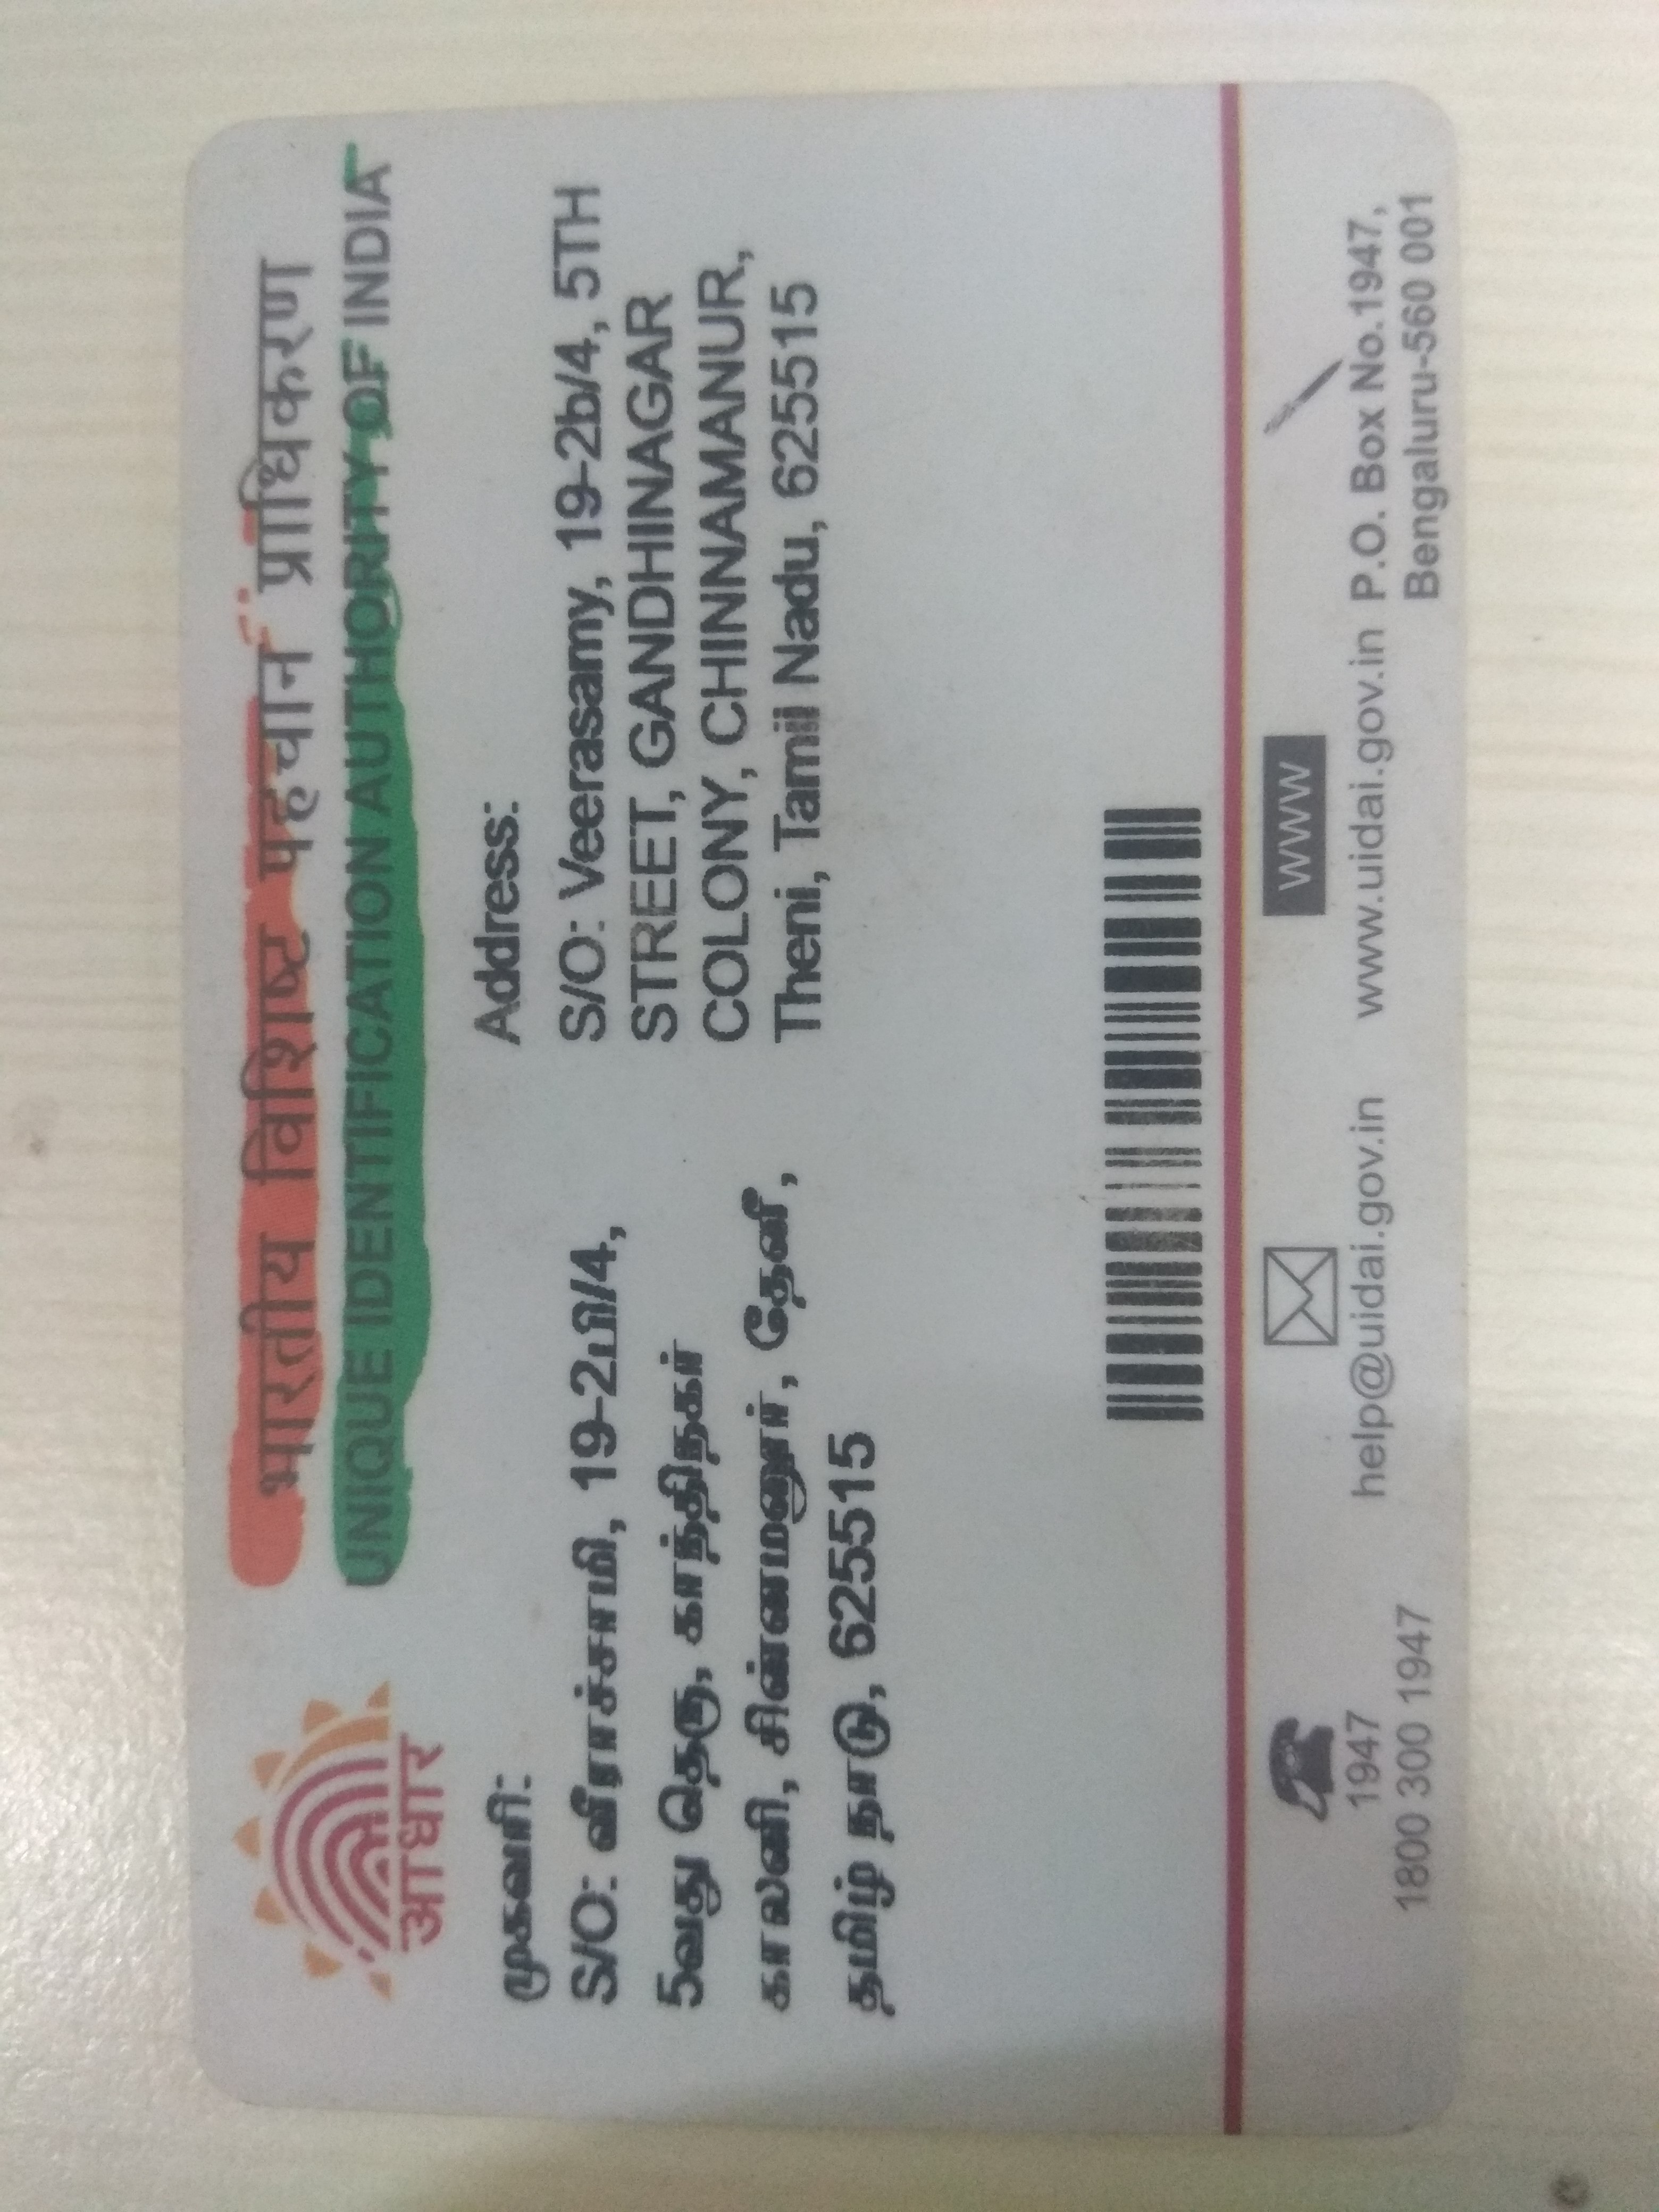 आधार
भारतीय विशिष्ट पहचान प्राधिकरण
UNIQUE IDENTIFICATION AUTHORITY OF INDIA
முகவரி:
S/O: வீராச்சாமி, 19-2பி/4,
5வது தெரு, காந்திநகர்
காலனி, சின்னமனூர், தேனி,
தமிழ் நாடு, 625515
Address:
S/O: Veerasamy, 19-2b/4, 5TH
STREET, GANDHINAGAR
COLONY, CHINNAMANUR,
Theni, Tamil Nadu, 625515
1947
1800 300 1947
help@uidai.gov.in
WWW
www.uidai.gov.in
P.O. Box No.1947,
Bengaluru-560 001